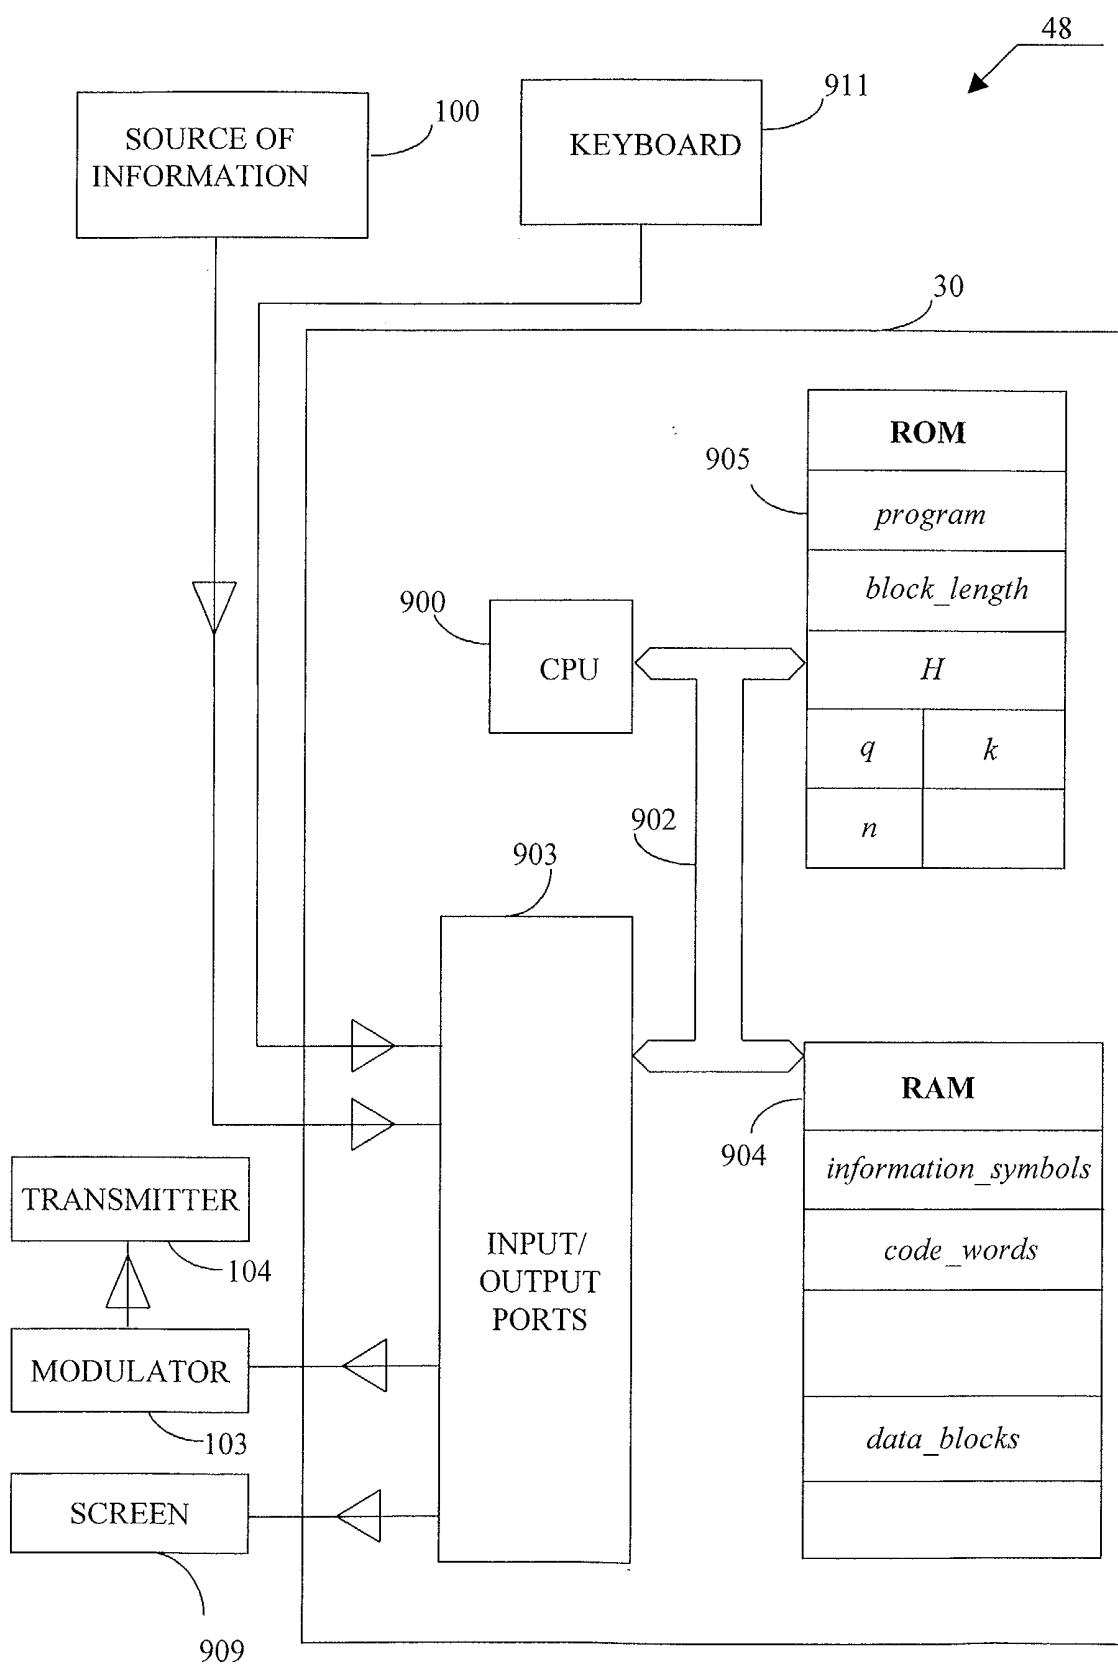 48
SOURCE OF
INFORMATION
100
KEYBOARD
911
30
ROM
905
program
block_length
H
q
k
n
900
CPU
902
903
INPUT/
OUTPUT
PORTS
RAM
904
information_symbols
code_words
data_blocks
TRANSMITTER
104
MODULATOR
103
SCREEN
909